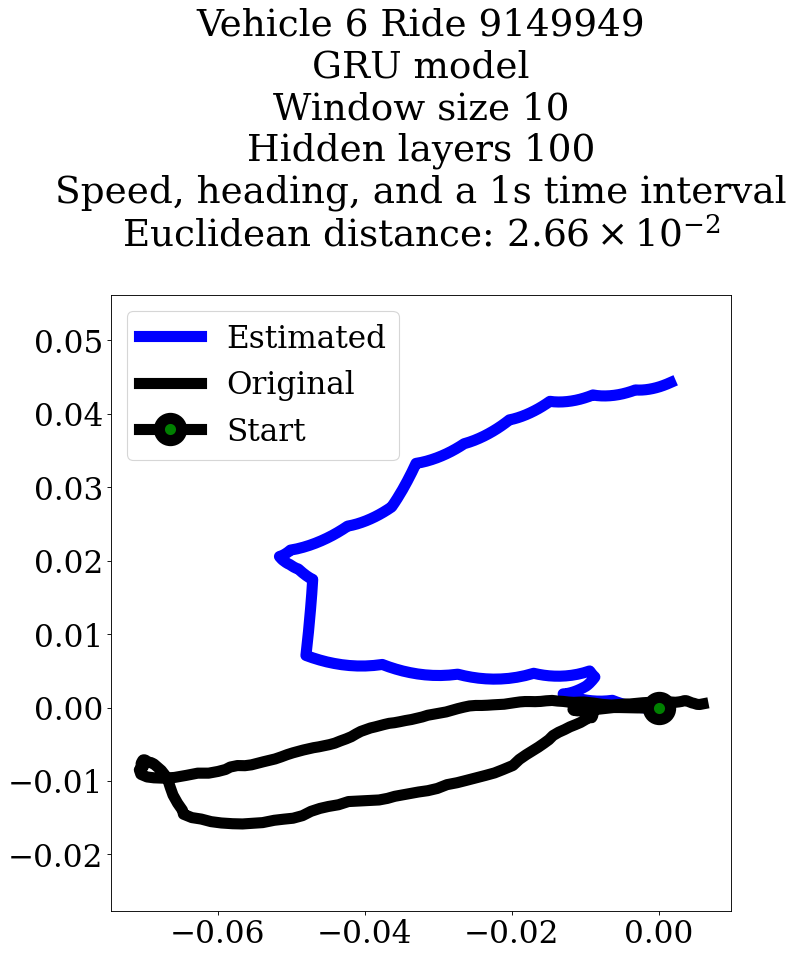 Vehicle 6 Ride 9149949
GRU model
Window size 10
Hidden layers 100
Speed, heading, and a 1s time interval
Euclidean distance: 2.66 × 10⁻²
Estimated
Original
Start
0.05
0.04
0.03
0.02
0.01
0.00
−0.01
−0.02
−0.06 −0.04 −0.02 0.00